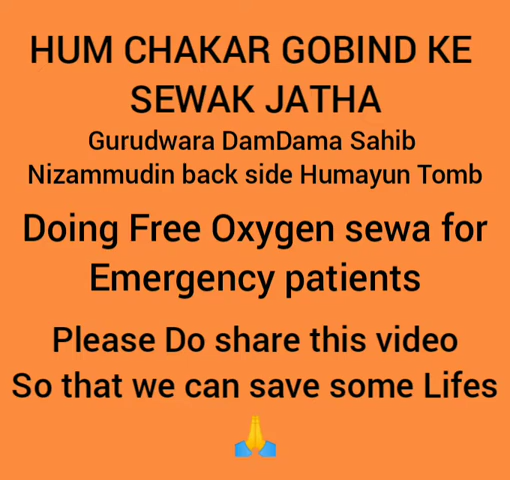 HUM CHAKAR GOBIND KE
SEWAK JATHA
Gurudwara DamDama Sahib
Nizammudin back side Humayun Tomb
Doing Free Oxygen sewa for
Emergency patients
Please Do share this video
So that we can save some Lifes
🙏